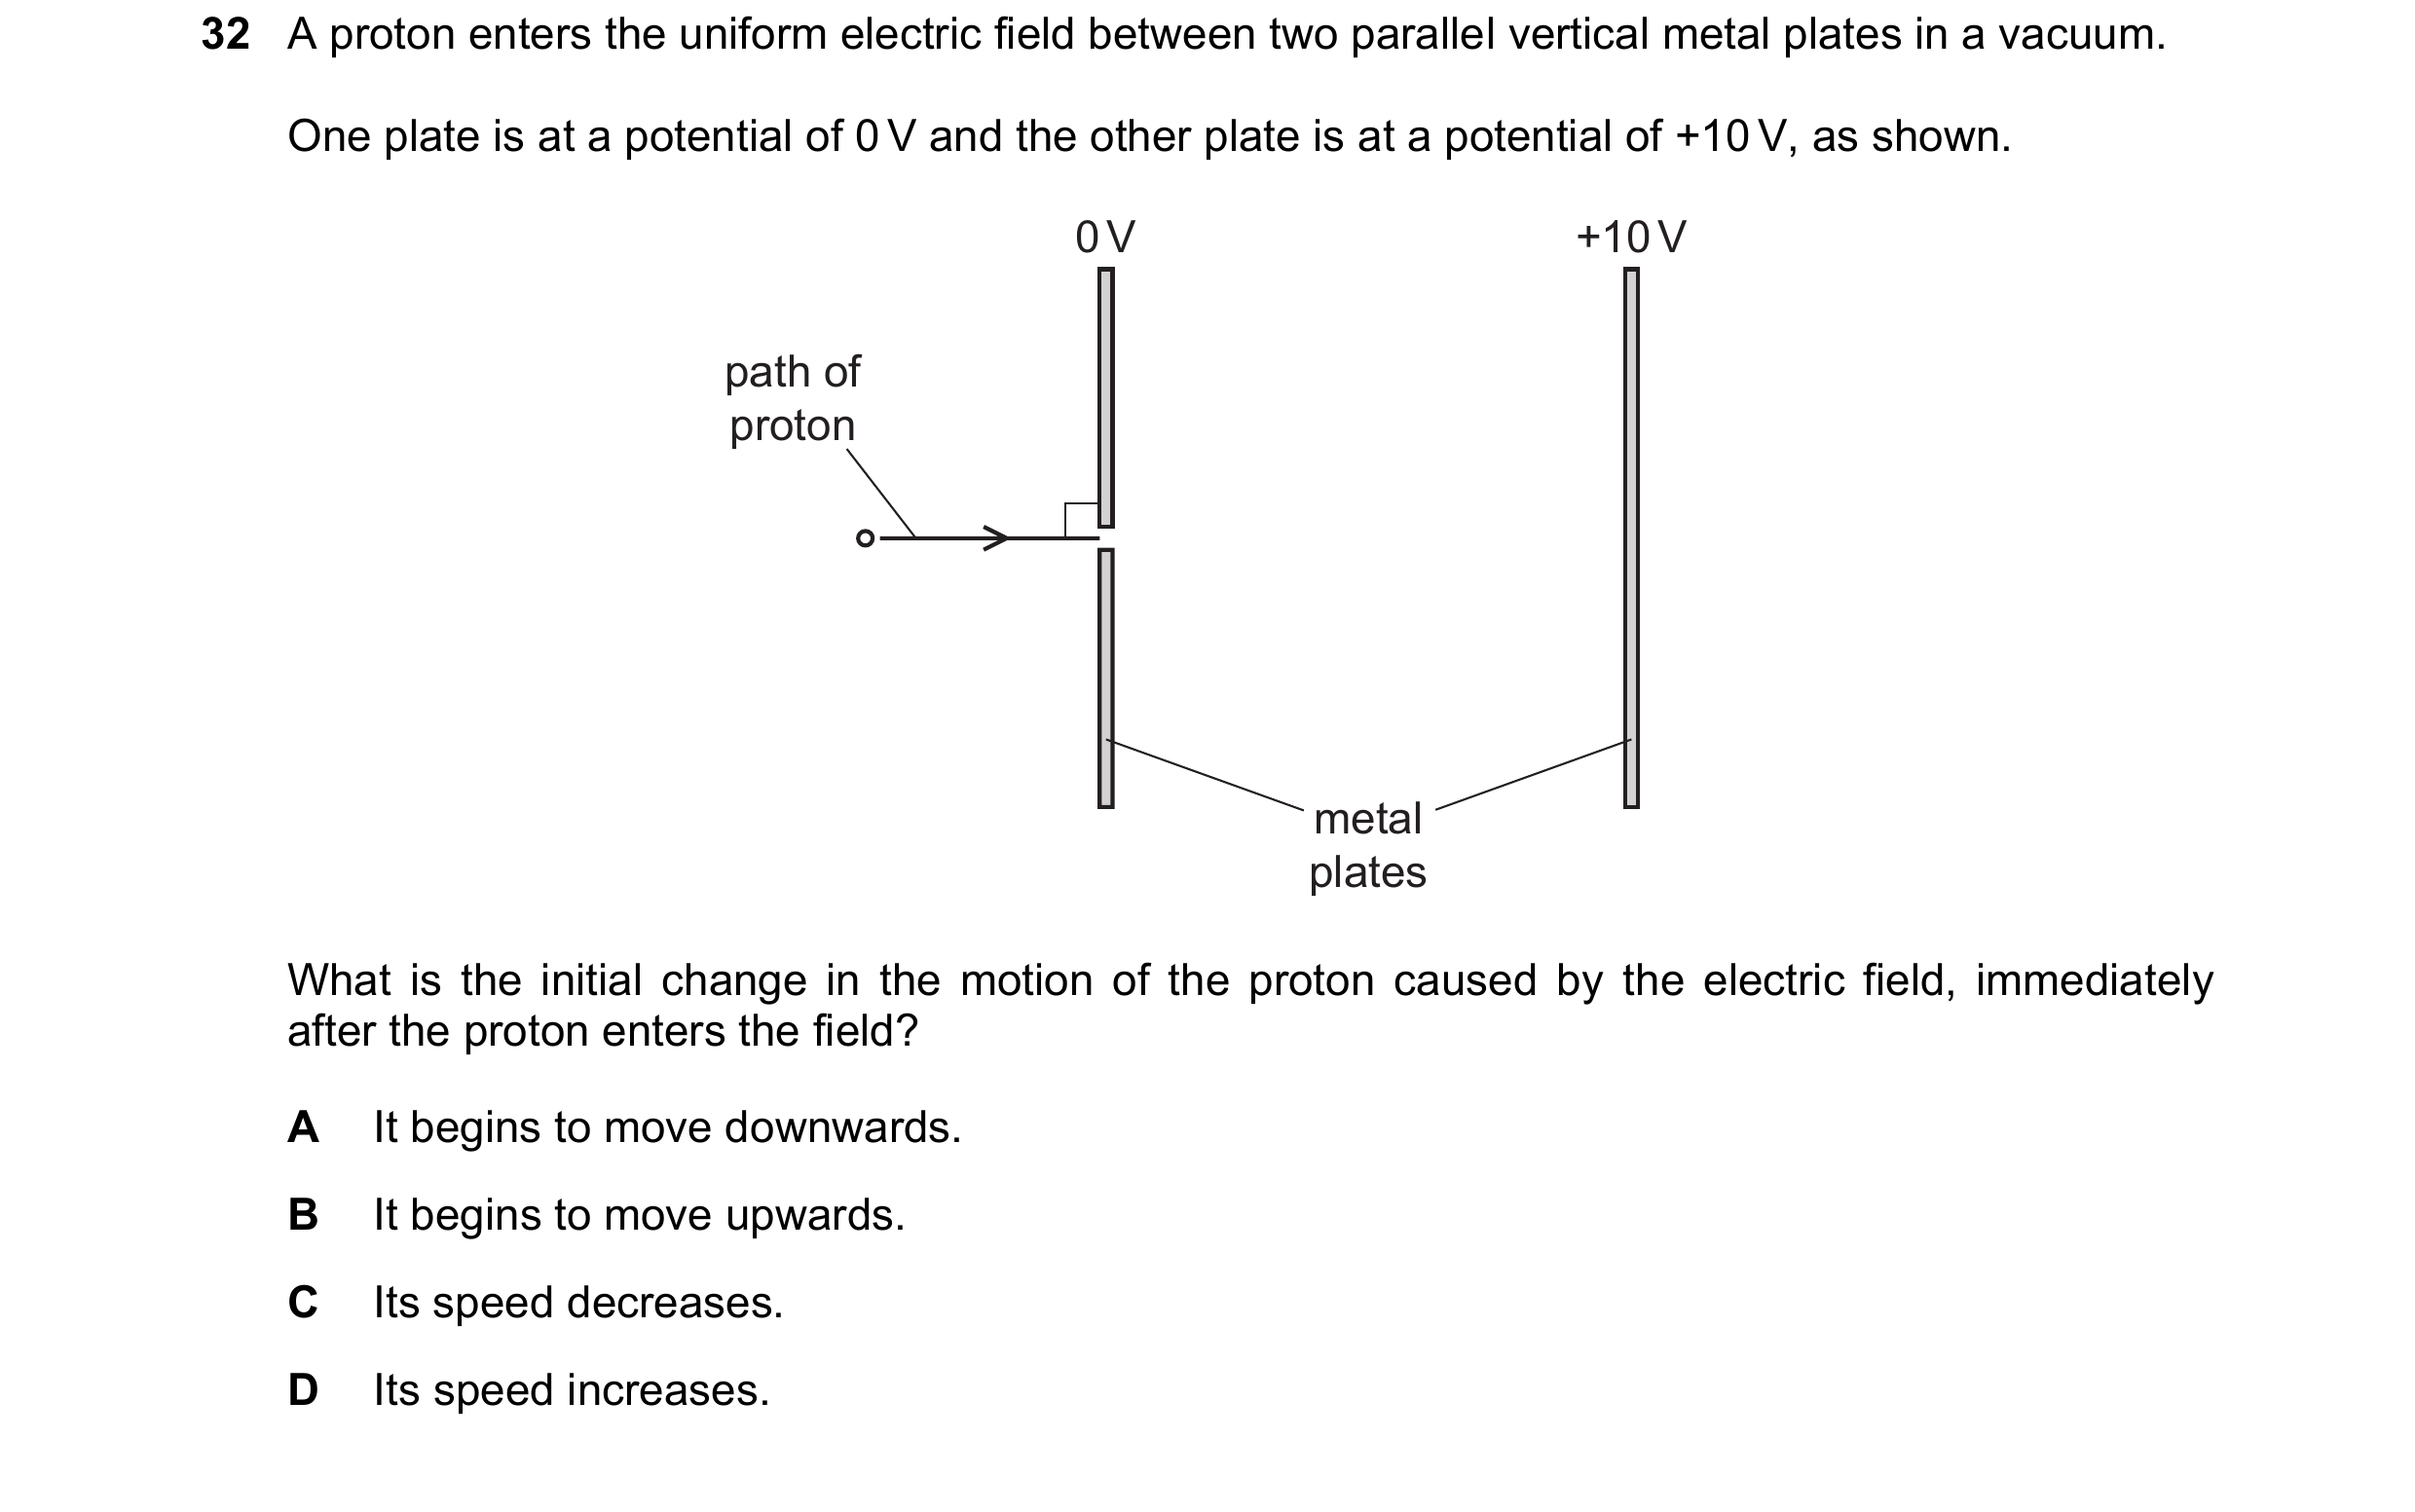 32 A proton enters the uniform electric field between two parallel vertical metal plates in a vacuum.
One plate is at a potential of 0 V and the other plate is at a potential of +10 V, as shown.
0 V
+10 V
path of
proton
metal
plates
What is the initial change in the motion of the proton caused by the electric field, immediately
after the proton enters the field?
A It begins to move downwards.
B It begins to move upwards.
C Its speed decreases.
D Its speed increases.